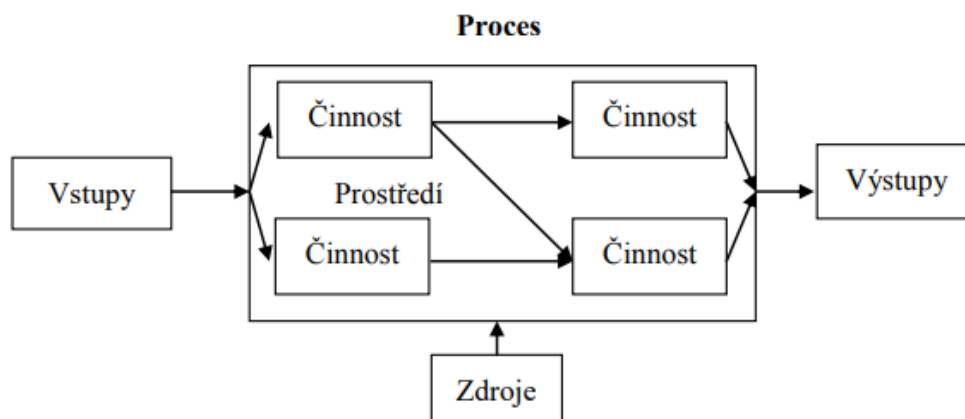 Proces
Činnost
Činnost
Vstupy
Prostředí
Výstupy
Činnost
Činnost
Zdroje